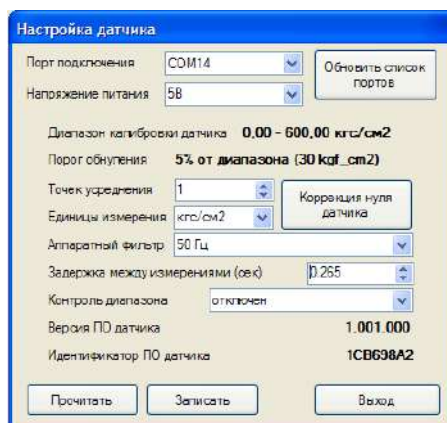 Настройка датчика
Порт подключения COM14 Обновить список портов
Напряжение питания 5В
Диапазон калибровки датчика 0,00 - 600,00 кгс/см2
Порог обнуления 5% от диапазона (30 kgf_cm2)
Точек усреднения 1 Коррекция нуля датчика
Единицы измерения кгс/см2
Аппаратный фильтр 50 Гц
Задержка между измерениями (сек) 0.265
Контроль диапазона отключен
Версия ПО датчика 1.001.000
Идентификатор ПО датчика 1CB698A2
Прочитать Записать Выход